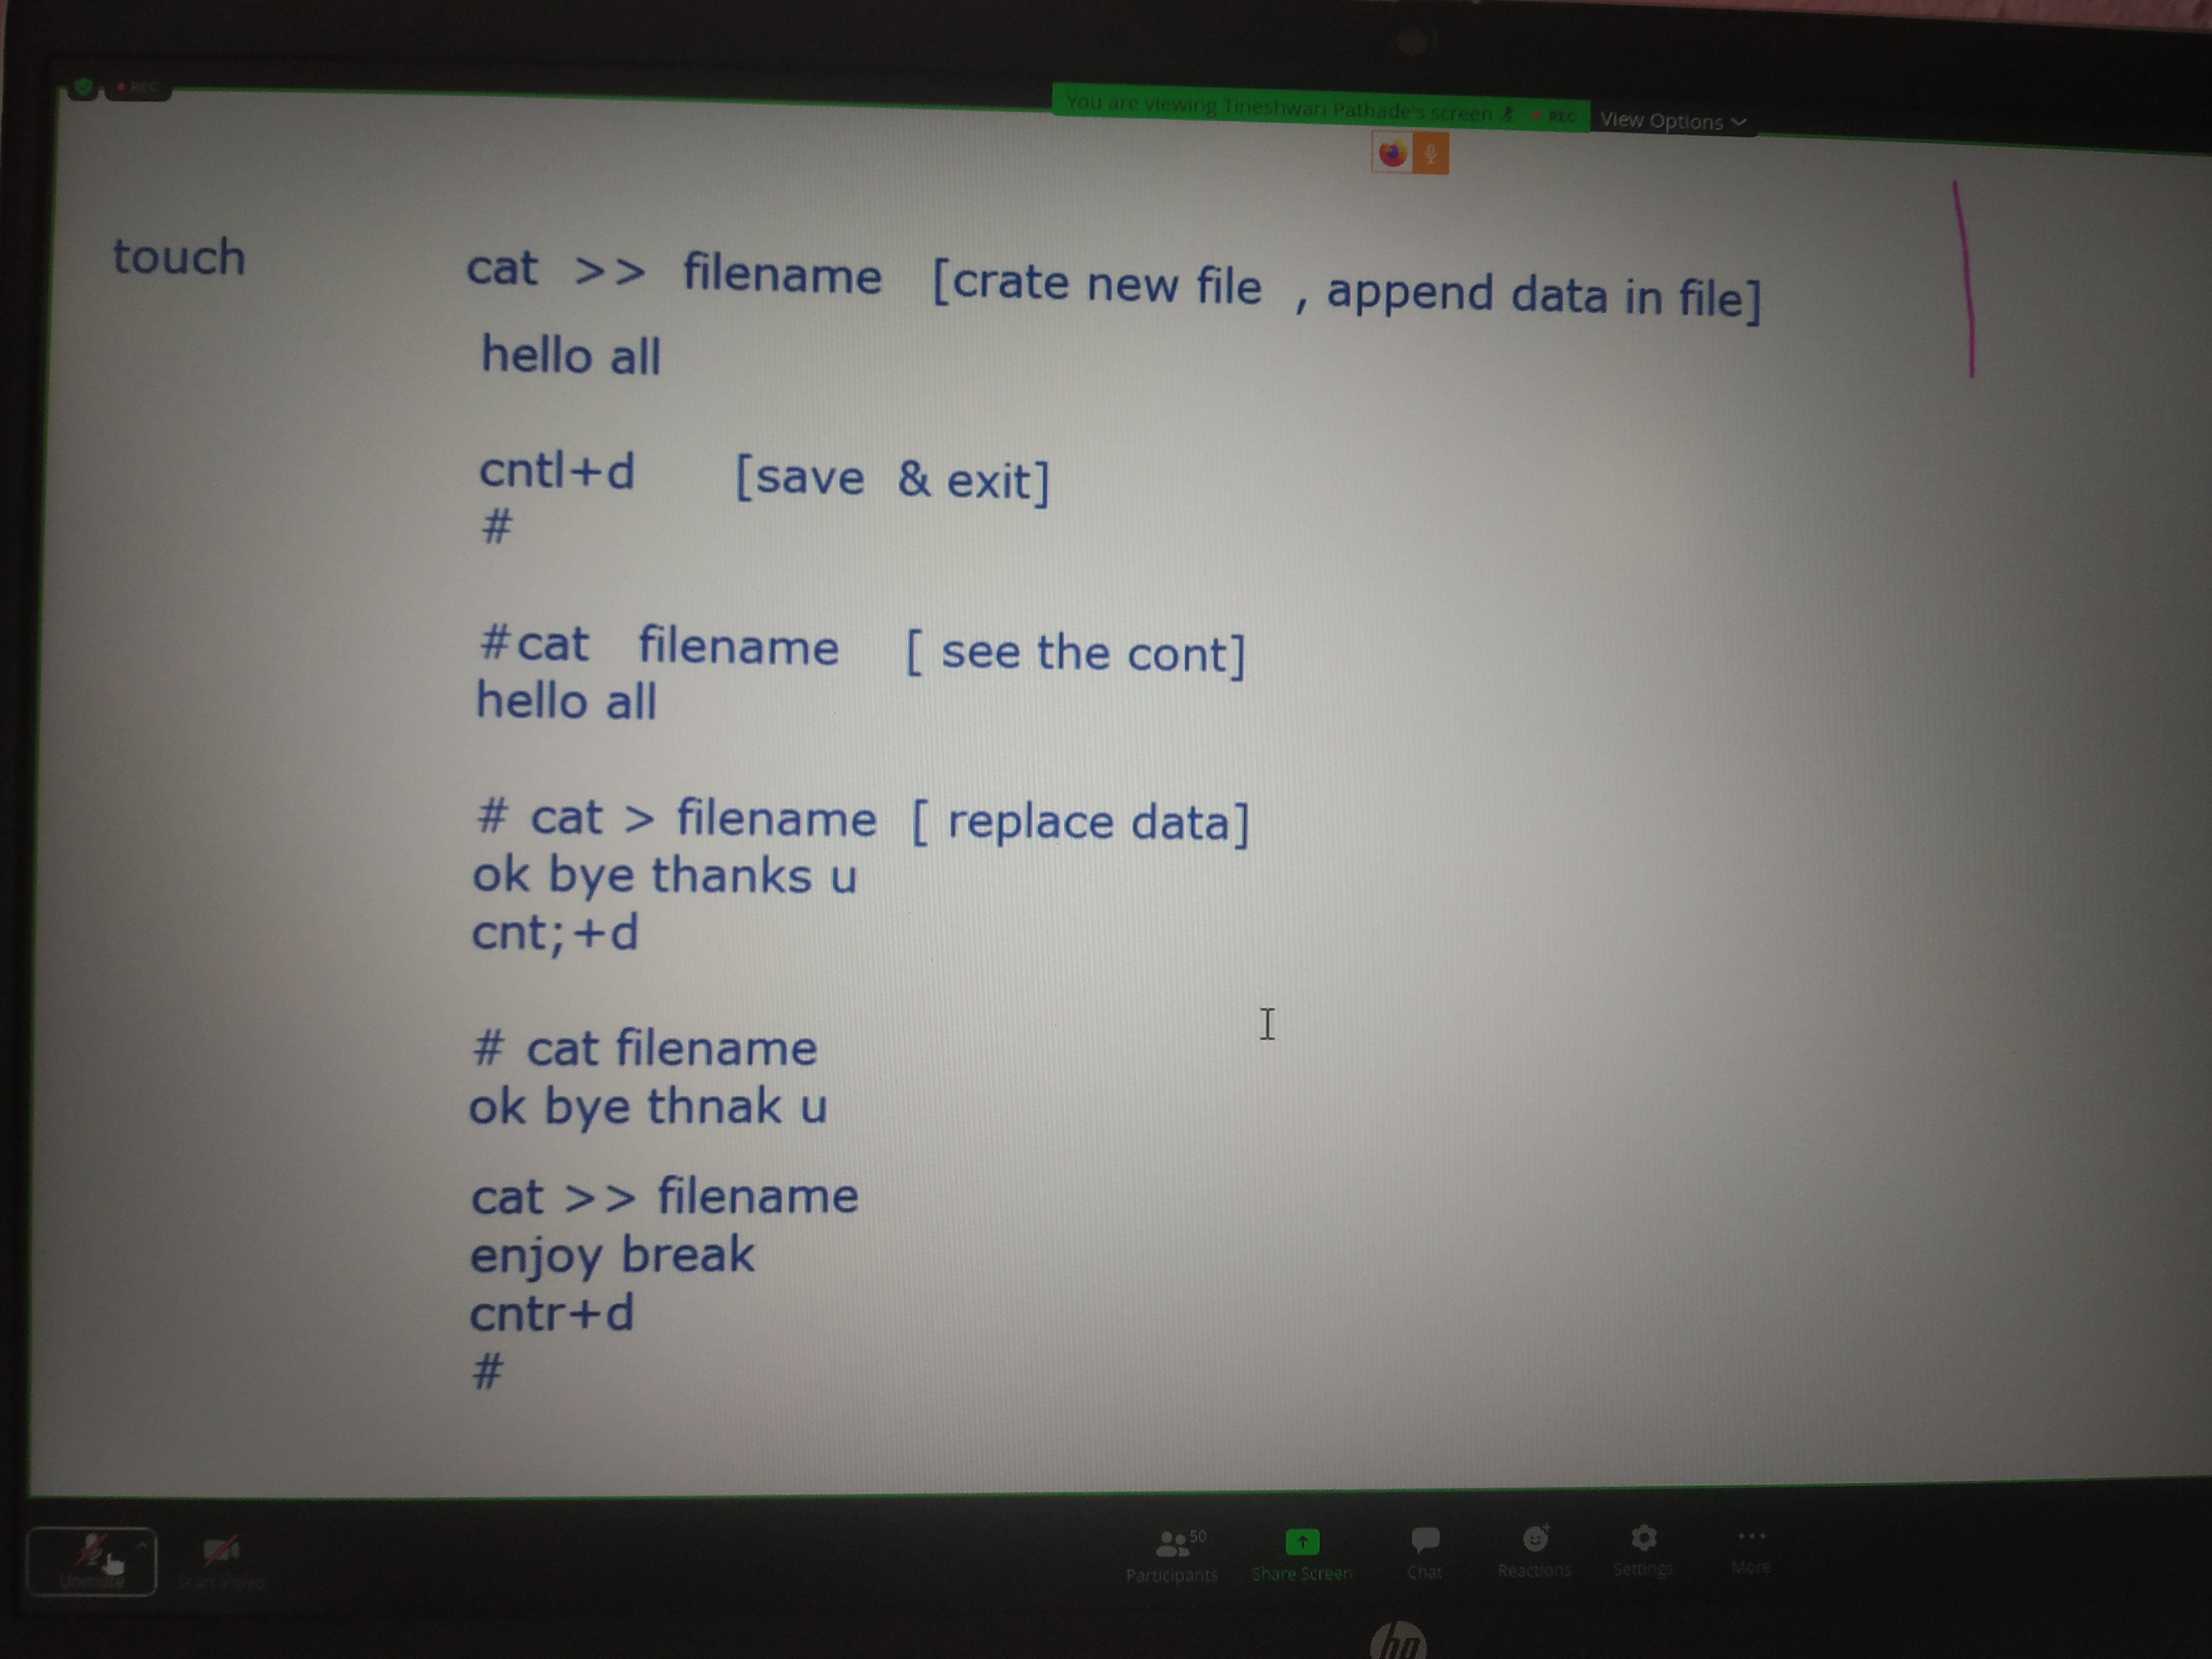 REC
You are viewing Tineshwari Pathade's screen REC View Options
touch cat >> filename [crate new file , append data in file]
hello all
cntl+d [save & exit]
#
#cat filename [ see the cont]
hello all
# cat > filename [ replace data]
ok bye thanks u
cnt;+d
# cat filename
ok bye thnak u
cat >> filename
enjoy break
cntr+d
#
50
Unmute Start Video Participants Share Screen Chat Reactions Settings More
hp